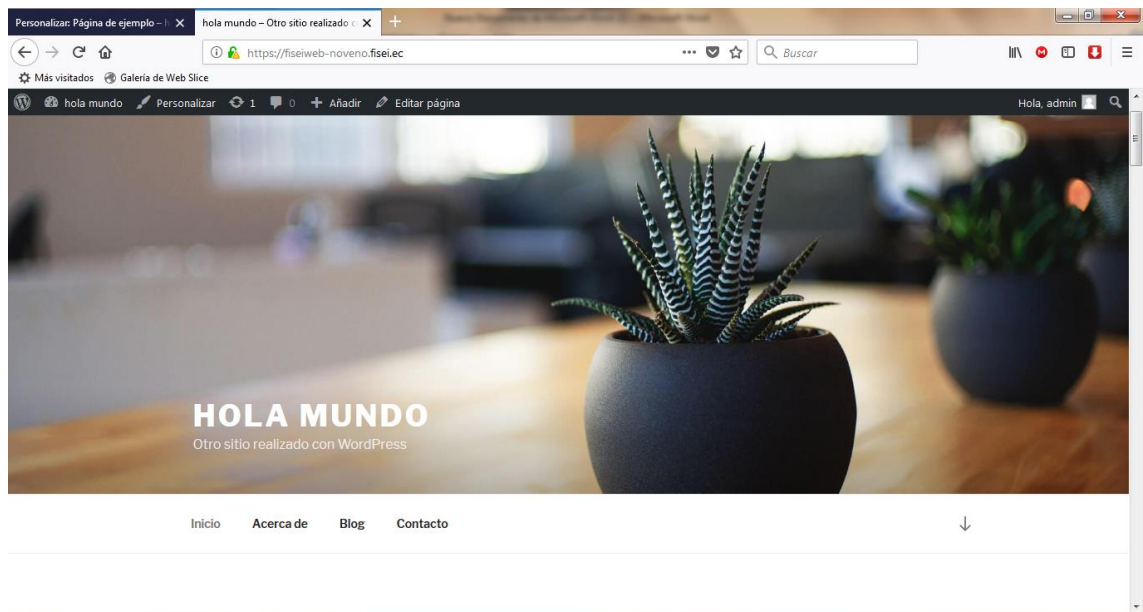 Personalizar: Página de ejemplo – h
hola mundo – Otro sitio realizado c
https://fiseiweb-noveno.fisei.ec
Buscar
Más visitados Galería de Web Slice
hola mundo Personalizar 1 0 Añadir Editar página Hola, admin
HOLA MUNDO
Otro sitio realizado con WordPress
Inicio Acerca de Blog Contacto